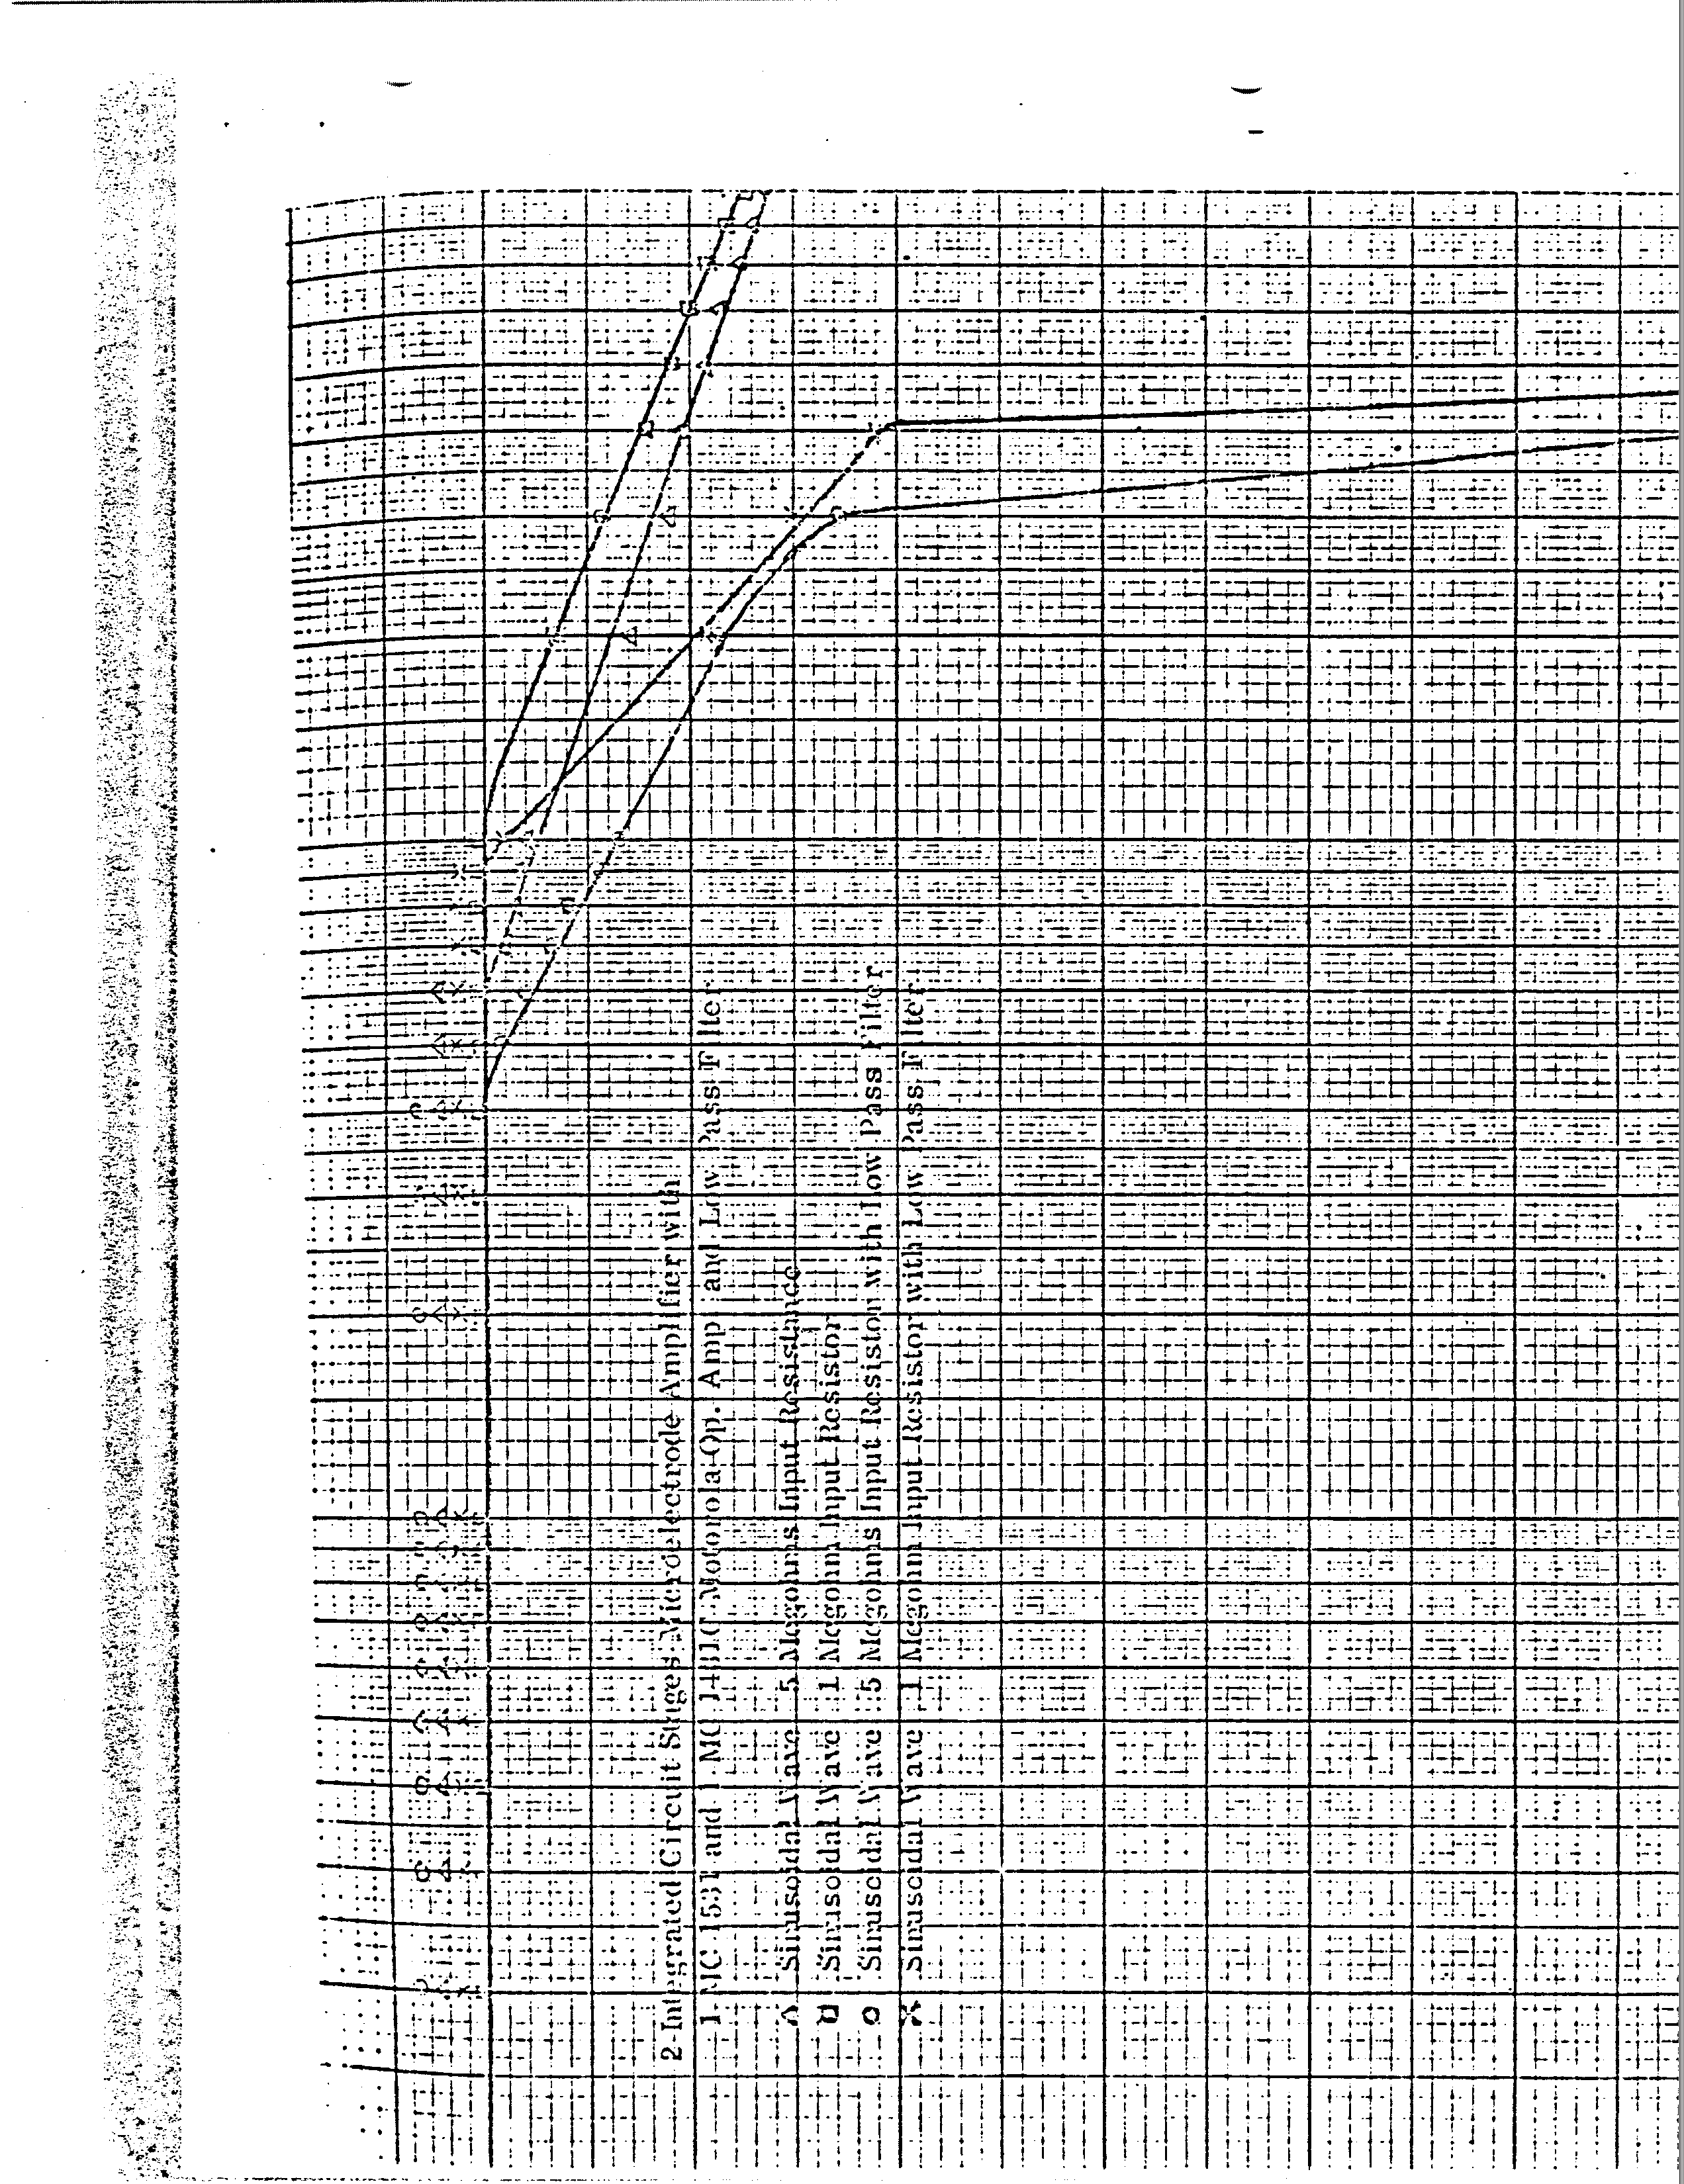 2 Integrated Circuit Stages Microelectrode Amplifier with
1 MC 1531 and 1 MC 1431G Motorola Op. Amp and Low Pass Filter
△ Sinusoidal Wave 5 Megohms Input Resistance
□ Sinusoidal Wave 1 Megohm Input Resistor
○ Sinusoidal Wave 5 Megohms Input Resistor with Low Pass Filter
× Sinusoidal Wave 1 Megohm Input Resistor with Low Pass Filter